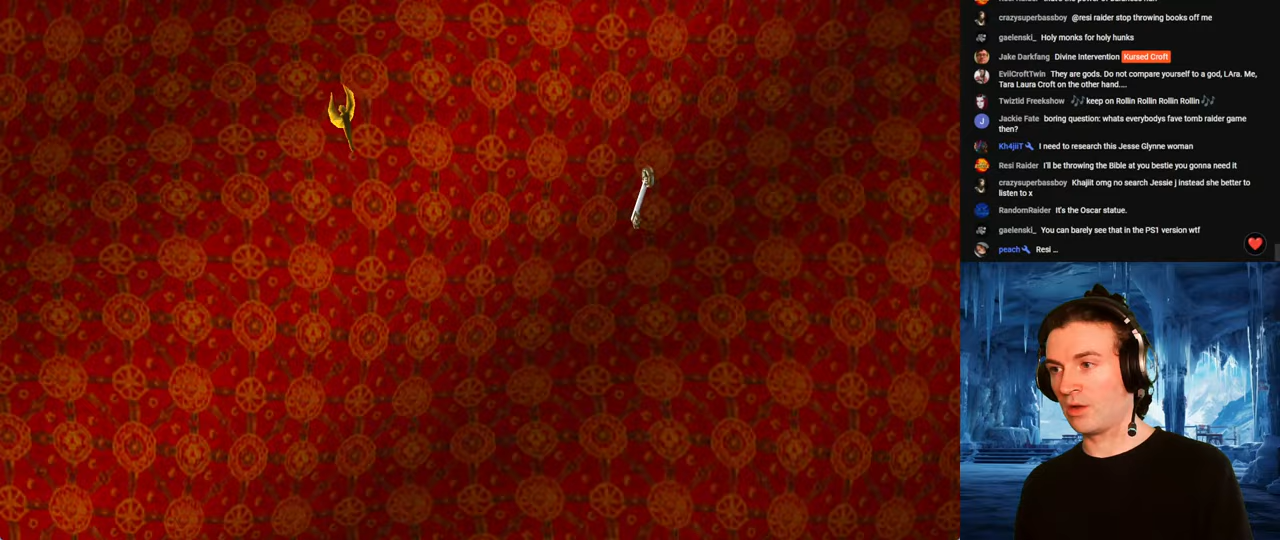 crazysuperbassboy @resi raider stop throwing books off me
gaelenski_ Holy monks for holy hunks
Jake Darkfang Divine Intervention Kursed Croft
EvilCroftTwin They are gods. Do not compare yourself to a god, LAra. Me,
Tara Laura Croft on the other hand....
Twiztid Freekshow 🎶 keep on Rollin Rollin Rollin Rollin 🎶
J Jackie Fate boring question: whats everybodys fave tomb raider game
then?
Kh4jiiT I need to research this Jesse Glynne woman
Resi Raider I'll be throwing the Bible at you bestie you gonna need it
crazysuperbassboy Khajiit omg no search Jessie j instead she better to
listen to x
RandomRaider It's the Oscar statue.
gaelenski_ You can barely see that in the PS1 version wtf
peach Resi ...